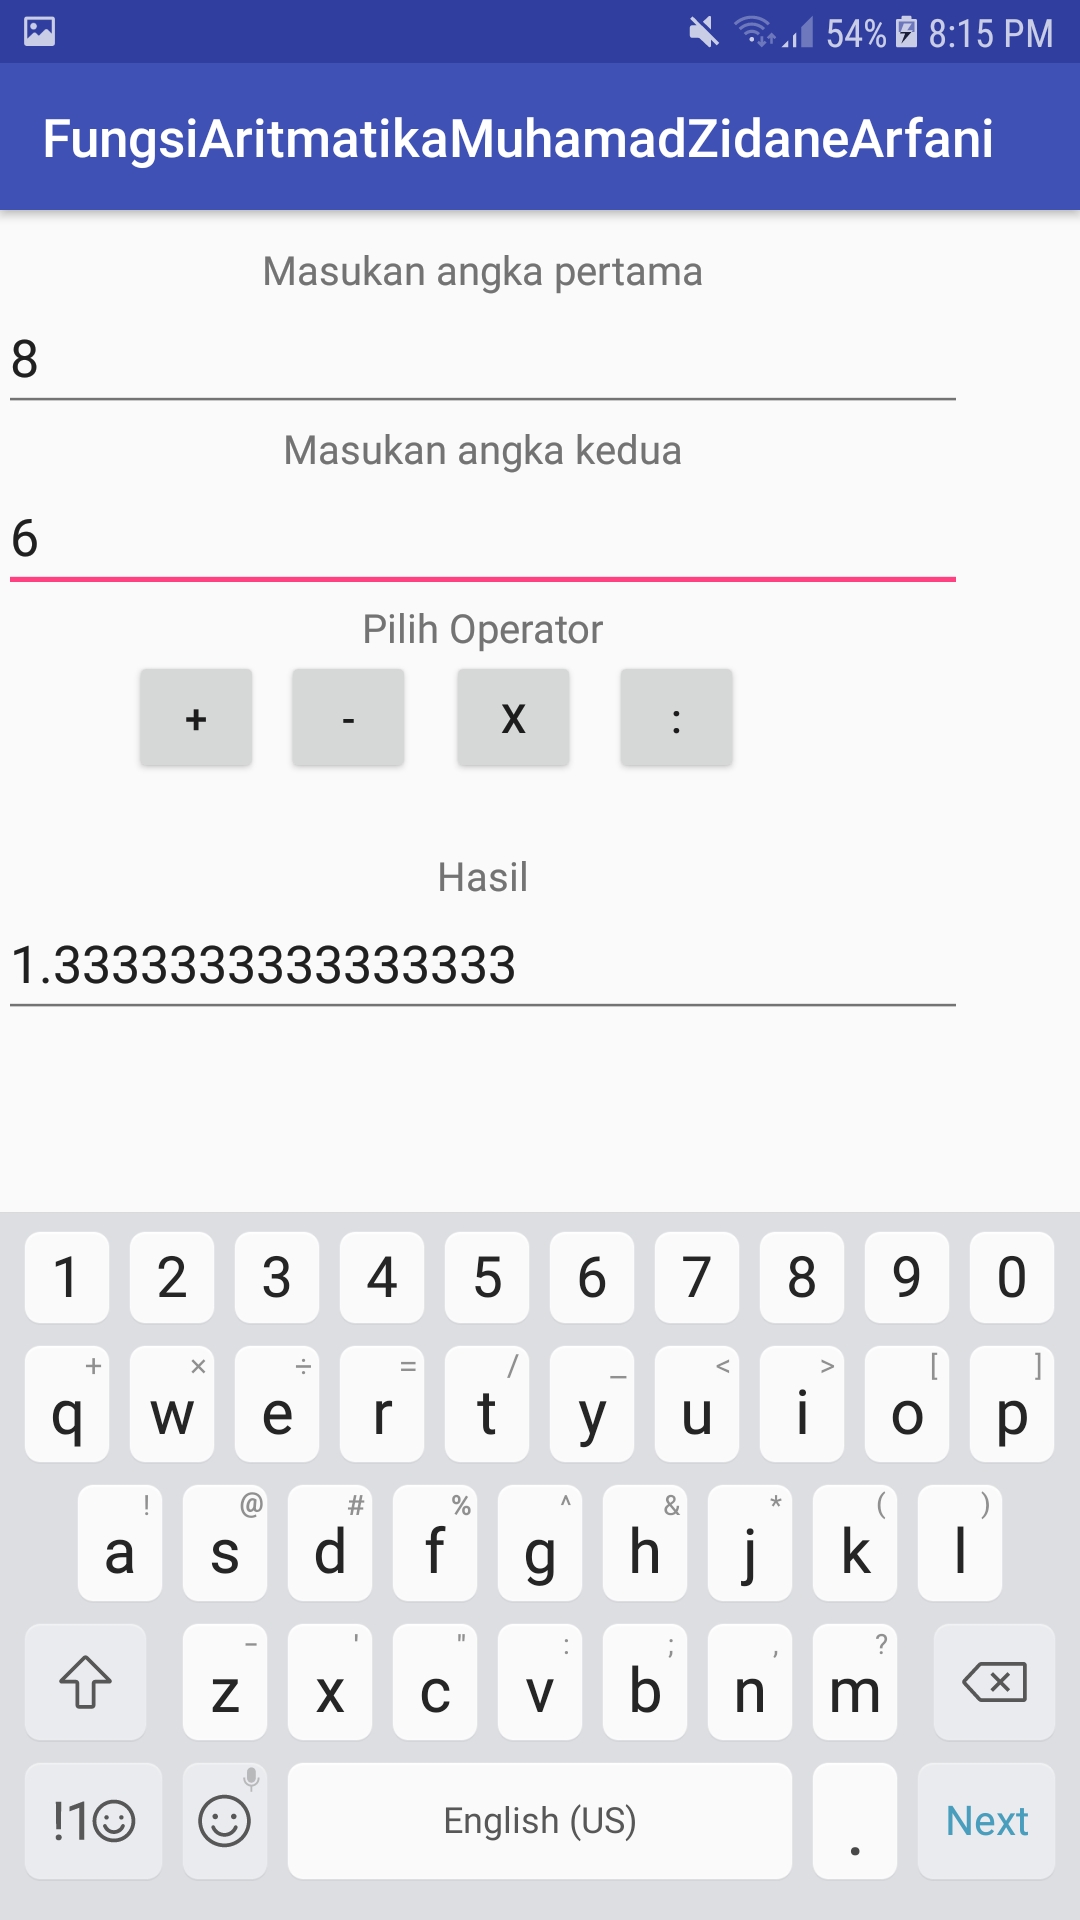 54% 8:15 PM
FungsiAritmatikaMuhamadZidaneArfani
Masukan angka pertama
8
Masukan angka kedua
6
Pilih Operator
+ - X :
Hasil
1.3333333333333333
1 2 3 4 5 6 7 8 9 0
+ × ÷ = / _ < > [ ]
q w e r t y u i o p
! @ # % ^ & * ( )
a s d f g h j k l
- ' " : ; , ?
z x c v b n m
!1☺ English (US) . Next